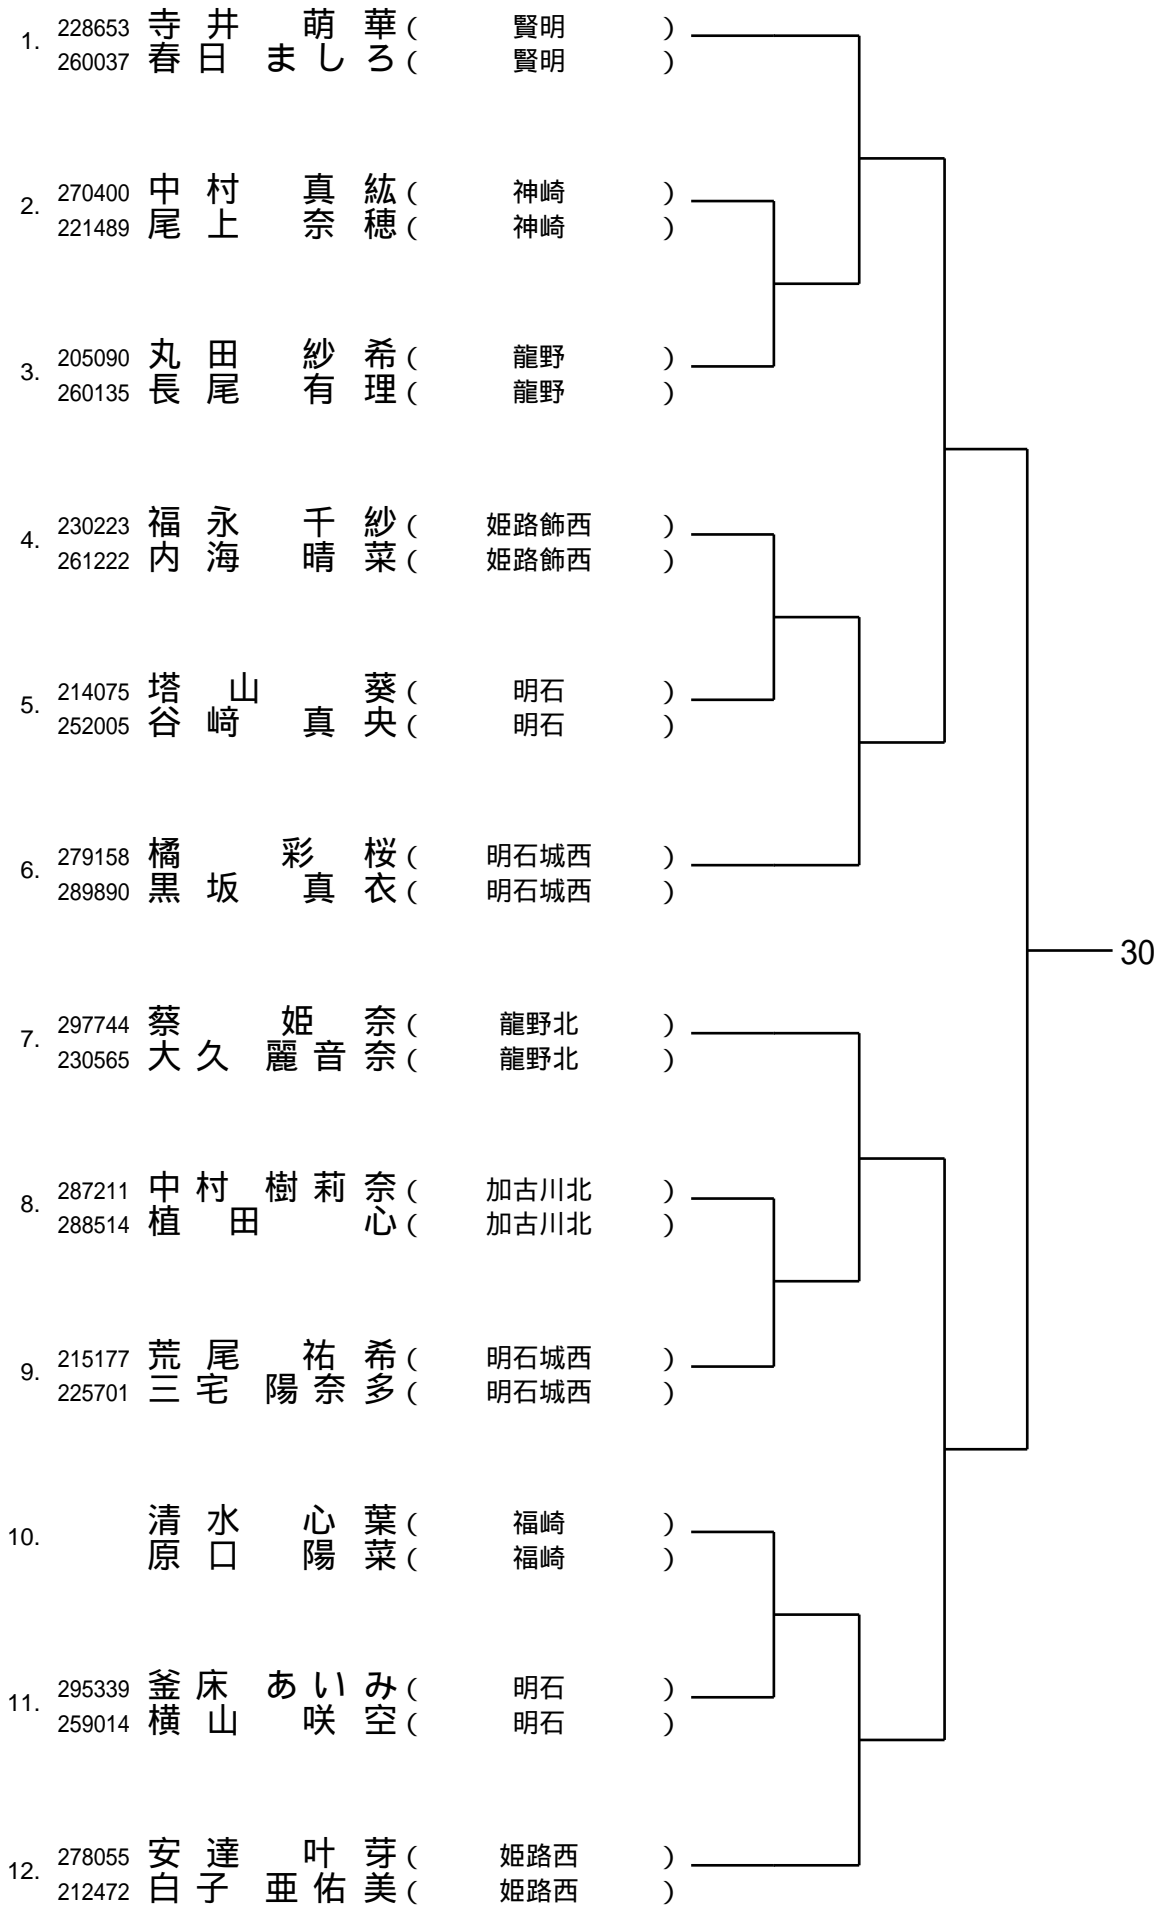 1. 228653 寺井 萌華 ( 賢明 )
260037 春日 ましろ ( 賢明 )
2. 270400 中村 真紘 ( 神崎 )
221489 尾上 奈穂 ( 神崎 )
3. 205090 丸田 紗希 ( 龍野 )
260135 長尾 有理 ( 龍野 )
4. 230223 福永 千紗 ( 姫路飾西 )
261222 内海 晴菜 ( 姫路飾西 )
5. 214075 塔山 葵 ( 明石 )
252005 谷﨑 真央 ( 明石 )
6. 279158 橘 彩桜 ( 明石城西 )
289890 黒坂 真衣 ( 明石城西 )
30
7. 297744 蔡 姫奈 ( 龍野北 )
230565 大久 麗音奈 ( 龍野北 )
8. 287211 中村 樹莉奈 ( 加古川北 )
288514 植田 心 ( 加古川北 )
9. 215177 荒尾 祐希 ( 明石城西 )
225701 三宅 陽奈多 ( 明石城西 )
10. 清水 心葉 ( 福崎 )
原口 陽菜 ( 福崎 )
11. 295339 釜床 あいみ ( 明石 )
259014 横山 咲空 ( 明石 )
12. 278055 安達 叶芽 ( 姫路西 )
212472 白子 亜佑美 ( 姫路西 )